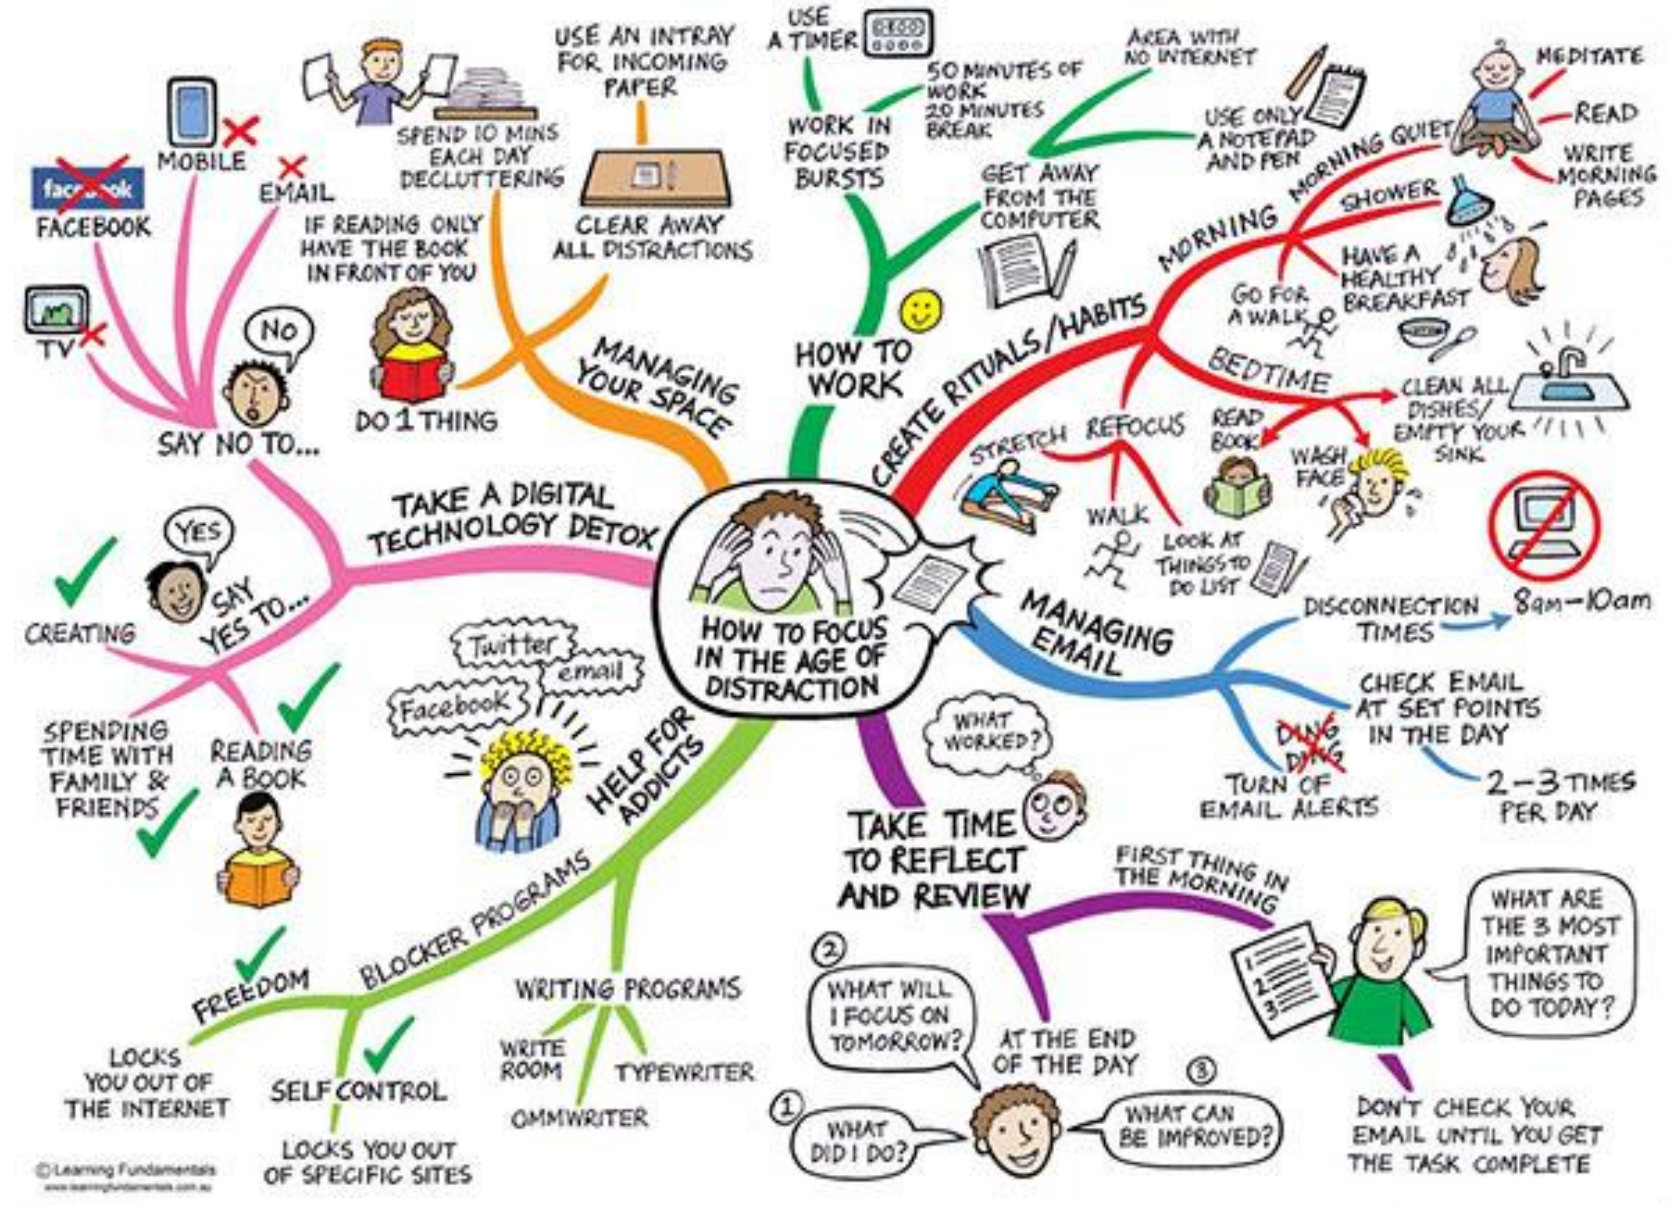 HOW TO FOCUS
IN THE AGE OF
DISTRACTION
HOW TO
WORK
WORK IN
FOCUSED
BURSTS
USE
A TIMER
50 MINUTES OF
WORK
20 MINUTES
BREAK
GET AWAY
FROM THE
COMPUTER
AREA WITH
NO INTERNET
USE ONLY
A NOTEPAD
AND PEN
CREATE RITUALS/HABITS
MORNING
MORNING QUIET
MEDITATE
READ
WRITE
MORNING
PAGES
SHOWER
HAVE A
HEALTHY
BREAKFAST
GO FOR
A WALK
BEDTIME
CLEAN ALL
DISHES/
EMPTY YOUR
SINK
WASH
FACE
READ
BOOK
REFOCUS
STRETCH
WALK
LOOK AT
THINGS TO
DO LIST
MANAGING
EMAIL
DISCONNECTION
TIMES
8am-10am
CHECK EMAIL
AT SET POINTS
IN THE DAY
2-3 TIMES
PER DAY
DING
DING
TURN OF
EMAIL ALERTS
WHAT
WORKED?
TAKE TIME
TO REFLECT
AND REVIEW
FIRST THING IN
THE MORNING
1
2
3
WHAT ARE
THE 3 MOST
IMPORTANT
THINGS TO
DO TODAY?
DON'T CHECK YOUR
EMAIL UNTIL YOU GET
THE TASK COMPLETE
AT THE END
OF THE DAY
1
WHAT
DID I DO?
2
WHAT WILL
I FOCUS ON
TOMORROW?
3
WHAT CAN
BE IMPROVED?
HELP FOR
ADDICTS
Twitter
email
Facebook
BLOCKER PROGRAMS
FREEDOM
LOCKS
YOU OUT OF
THE INTERNET
SELF CONTROL
LOCKS YOU OUT
OF SPECIFIC SITES
WRITING PROGRAMS
WRITE
ROOM
OMMWRITER
TYPEWRITER
TAKE A DIGITAL
TECHNOLOGY DETOX
NO
SAY NO TO...
TV
facebook
FACEBOOK
MOBILE
EMAIL
YES
SAY
YES TO...
CREATING
SPENDING
TIME WITH
FAMILY &
FRIENDS
READING
A BOOK
MANAGING
YOUR SPACE
SPEND 10 MINS
EACH DAY
DECLUTTERING
USE AN INTRAY
FOR INCOMING
PAPER
CLEAR AWAY
ALL DISTRACTIONS
IF READING ONLY
HAVE THE BOOK
IN FRONT OF YOU
DO 1 THING
© Learning Fundamentals
www.learningfundamentals.com.au